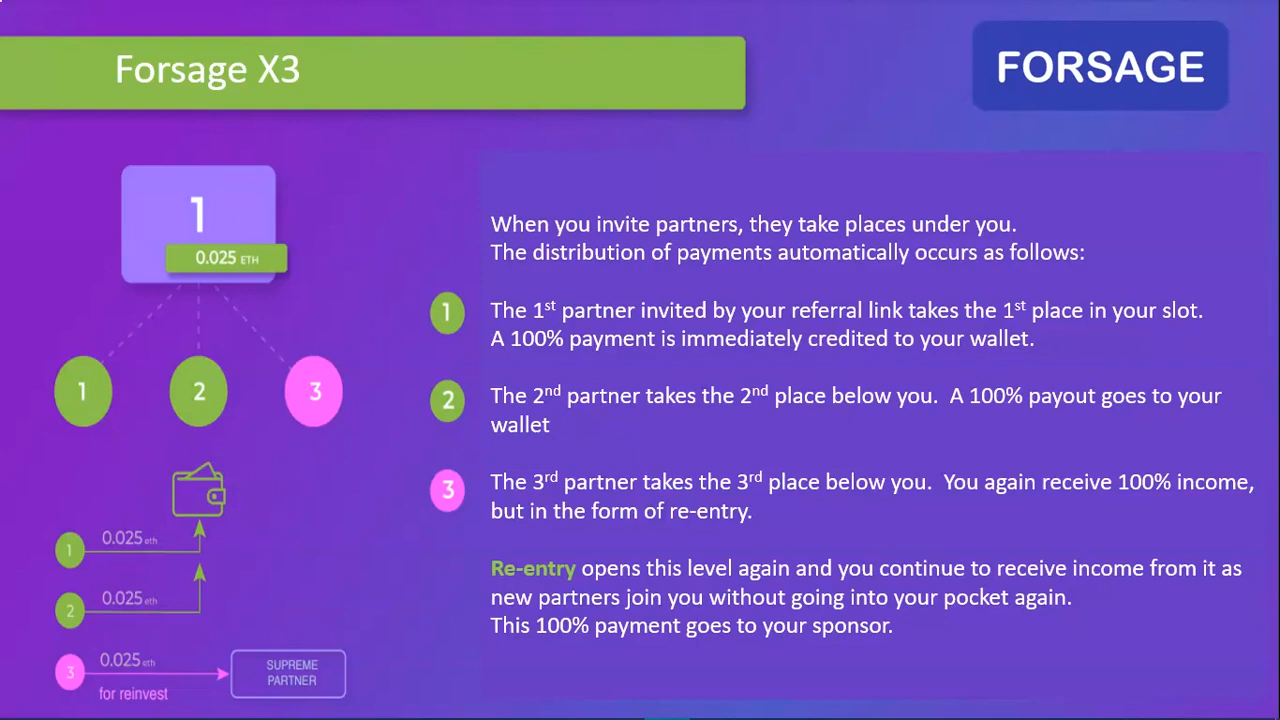 Forsage X3
FORSAGE
1
0.025 ETH
1
2
3
1
0.025 eth
2
0.025 eth
3
0.025 eth
for reinvest
SUPREME
PARTNER
When you invite partners, they take places under you.
The distribution of payments automatically occurs as follows:
1
The 1st partner invited by your referral link takes the 1st place in your slot.
A 100% payment is immediately credited to your wallet.
2
The 2nd partner takes the 2nd place below you.  A 100% payout goes to your
wallet
3
The 3rd partner takes the 3rd place below you.  You again receive 100% income,
but in the form of re-entry.
Re-entry opens this level again and you continue to receive income from it as
new partners join you without going into your pocket again.
This 100% payment goes to your sponsor.